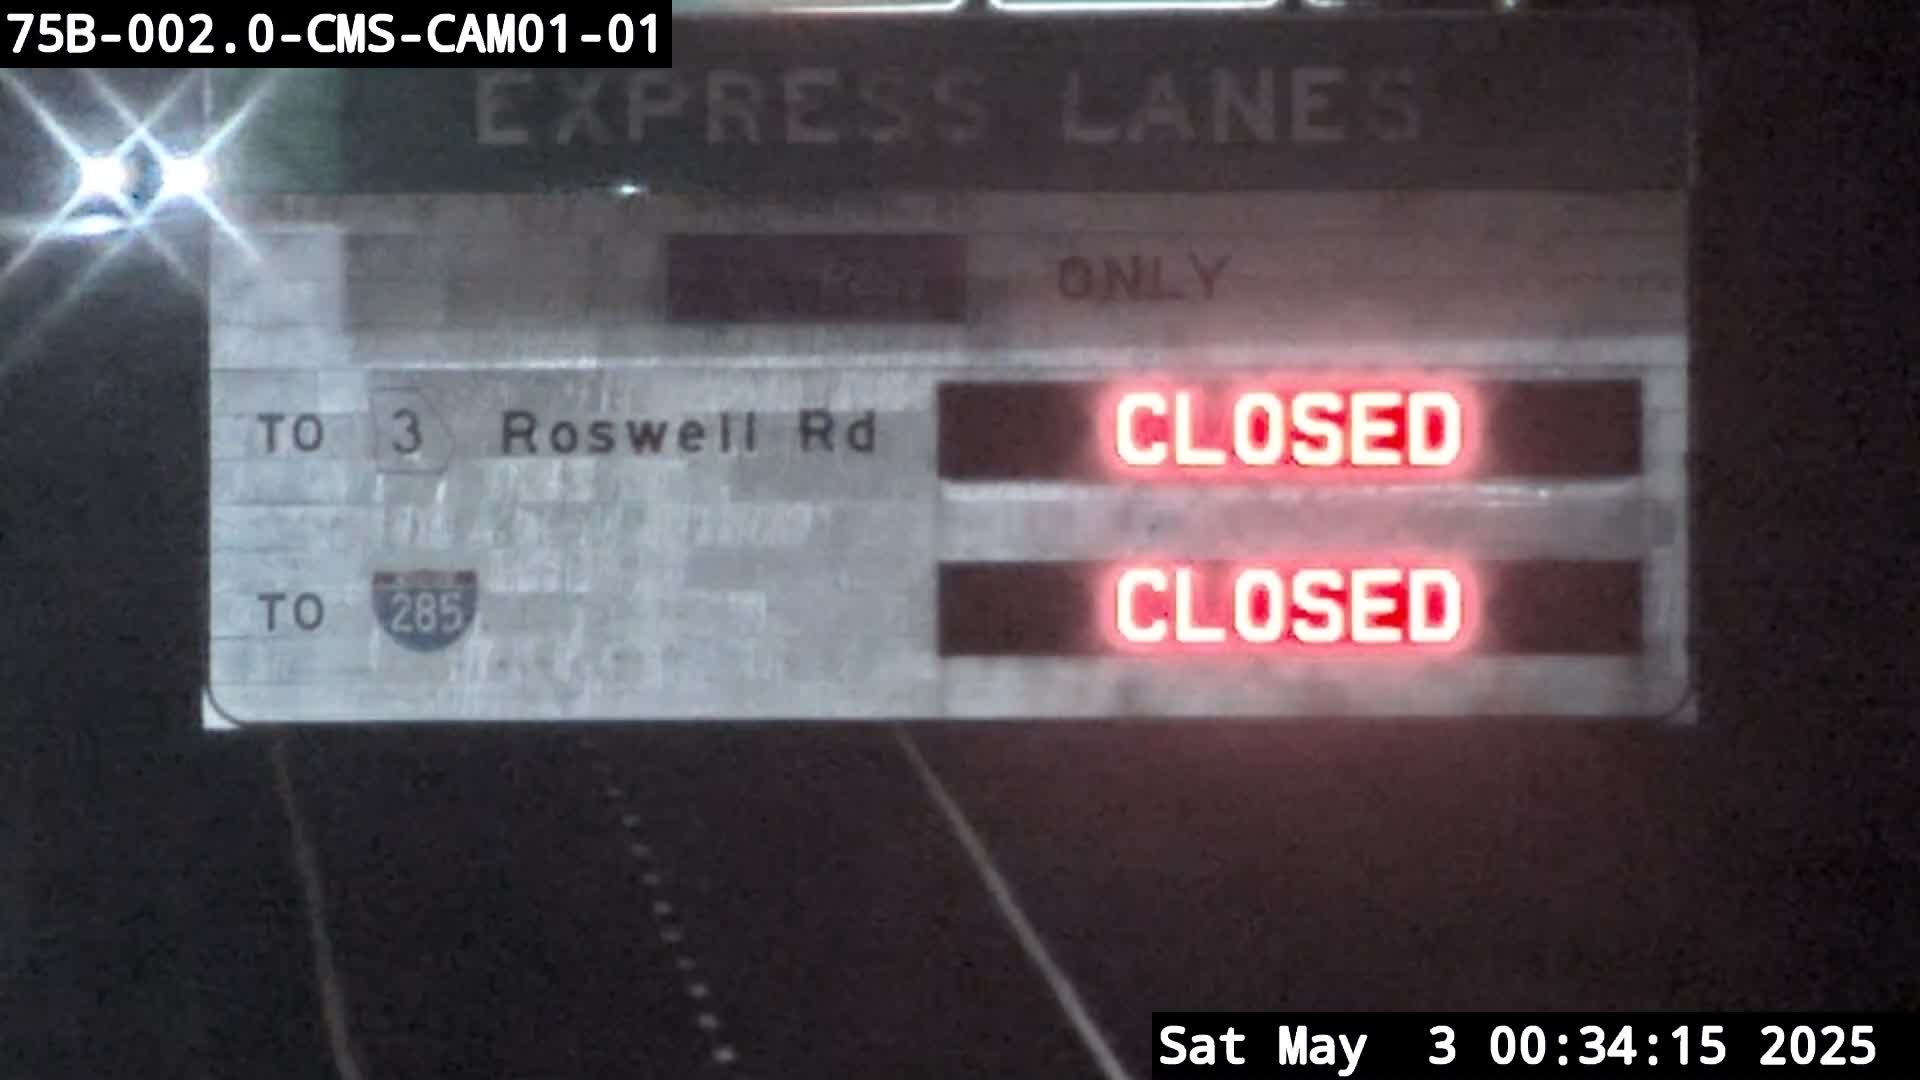 75B-002.0-CMS-CAM01-01
EXPRESS LANES
ONLY
TO 3 Roswell Rd CLOSED
TO 285 CLOSED
Sat May 3 00:34:15 2025